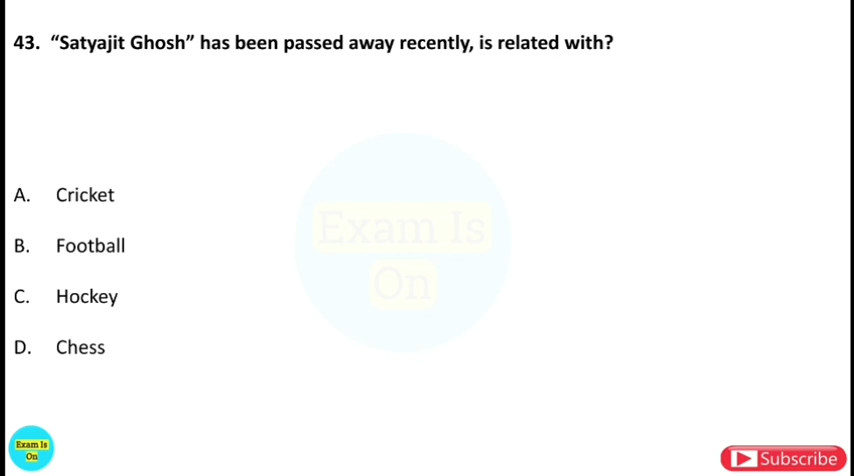 43. “Satyajit Ghosh” has been passed away recently, is related with?
A. Cricket
Exam Is
On
B. Football
C. Hockey
D. Chess
Exam Is
On
Subscribe